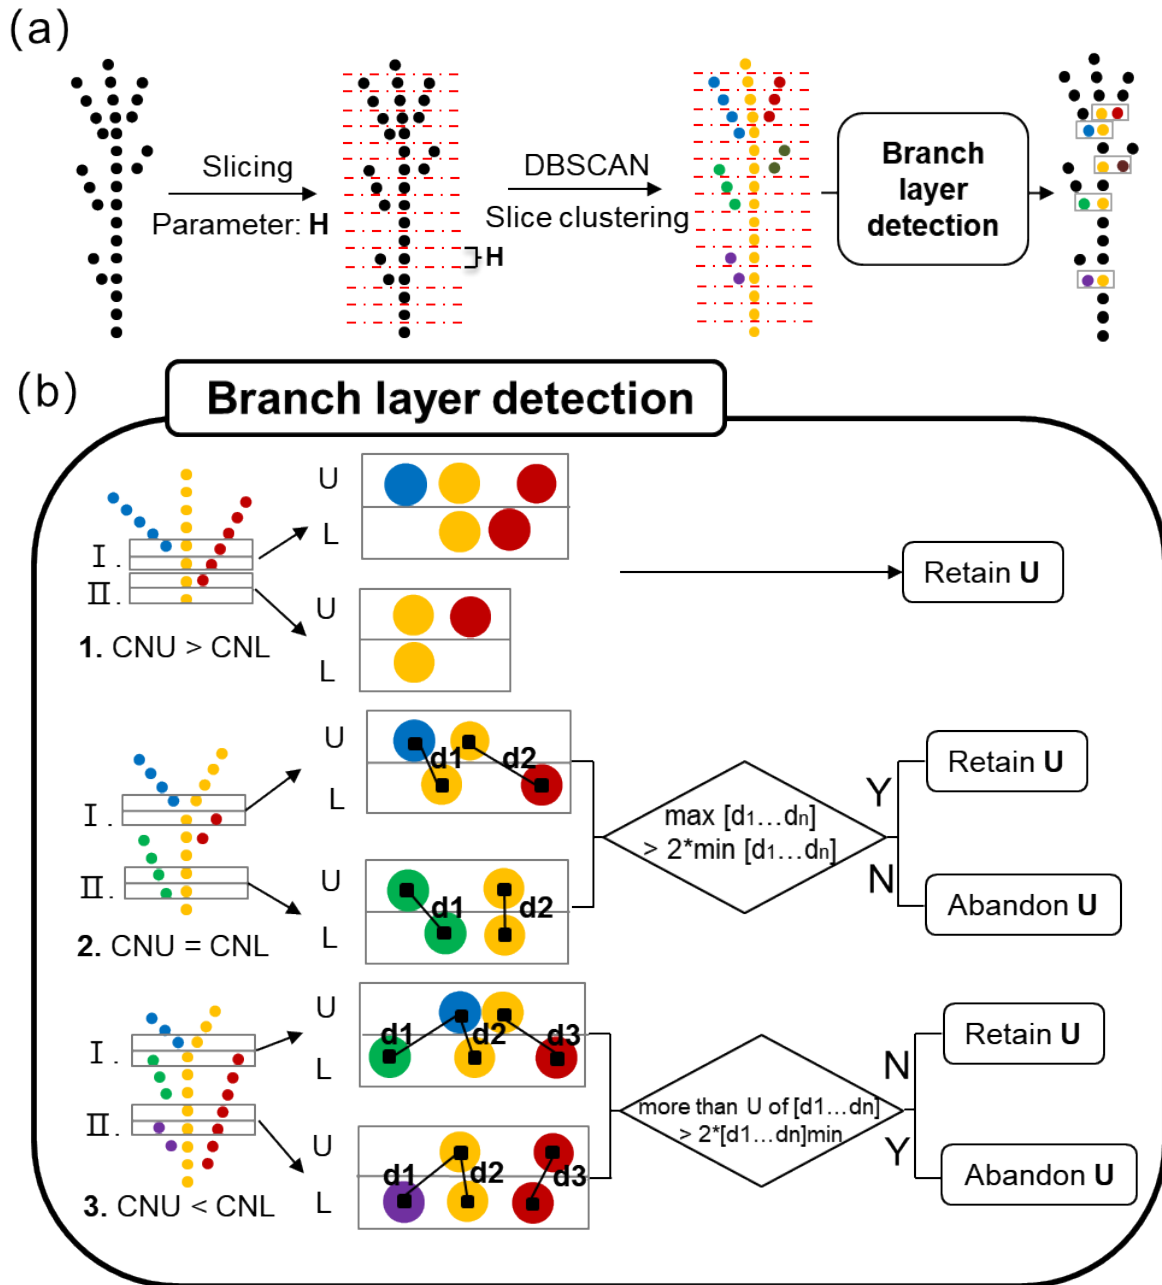 (a)
Slicing
Parameter: H
H
DBSCAN
Slice clustering
Branch
layer
detection
(b)
Branch layer detection
I.
II.
1. CNU > CNL
U
L
U
L
Retain U
I.
II.
2. CNU = CNL
U
L
d1
d2
U
L
d1
d2
max [d1...dn]
> 2*min [d1...dn]
Y
N
Retain U
Abandon U
I.
II.
3. CNU < CNL
U
L
d1
d2
d3
U
L
d1
d2
d3
more than U of [d1...dn]
> 2*[d1...dn]min
N
Y
Retain U
Abandon U